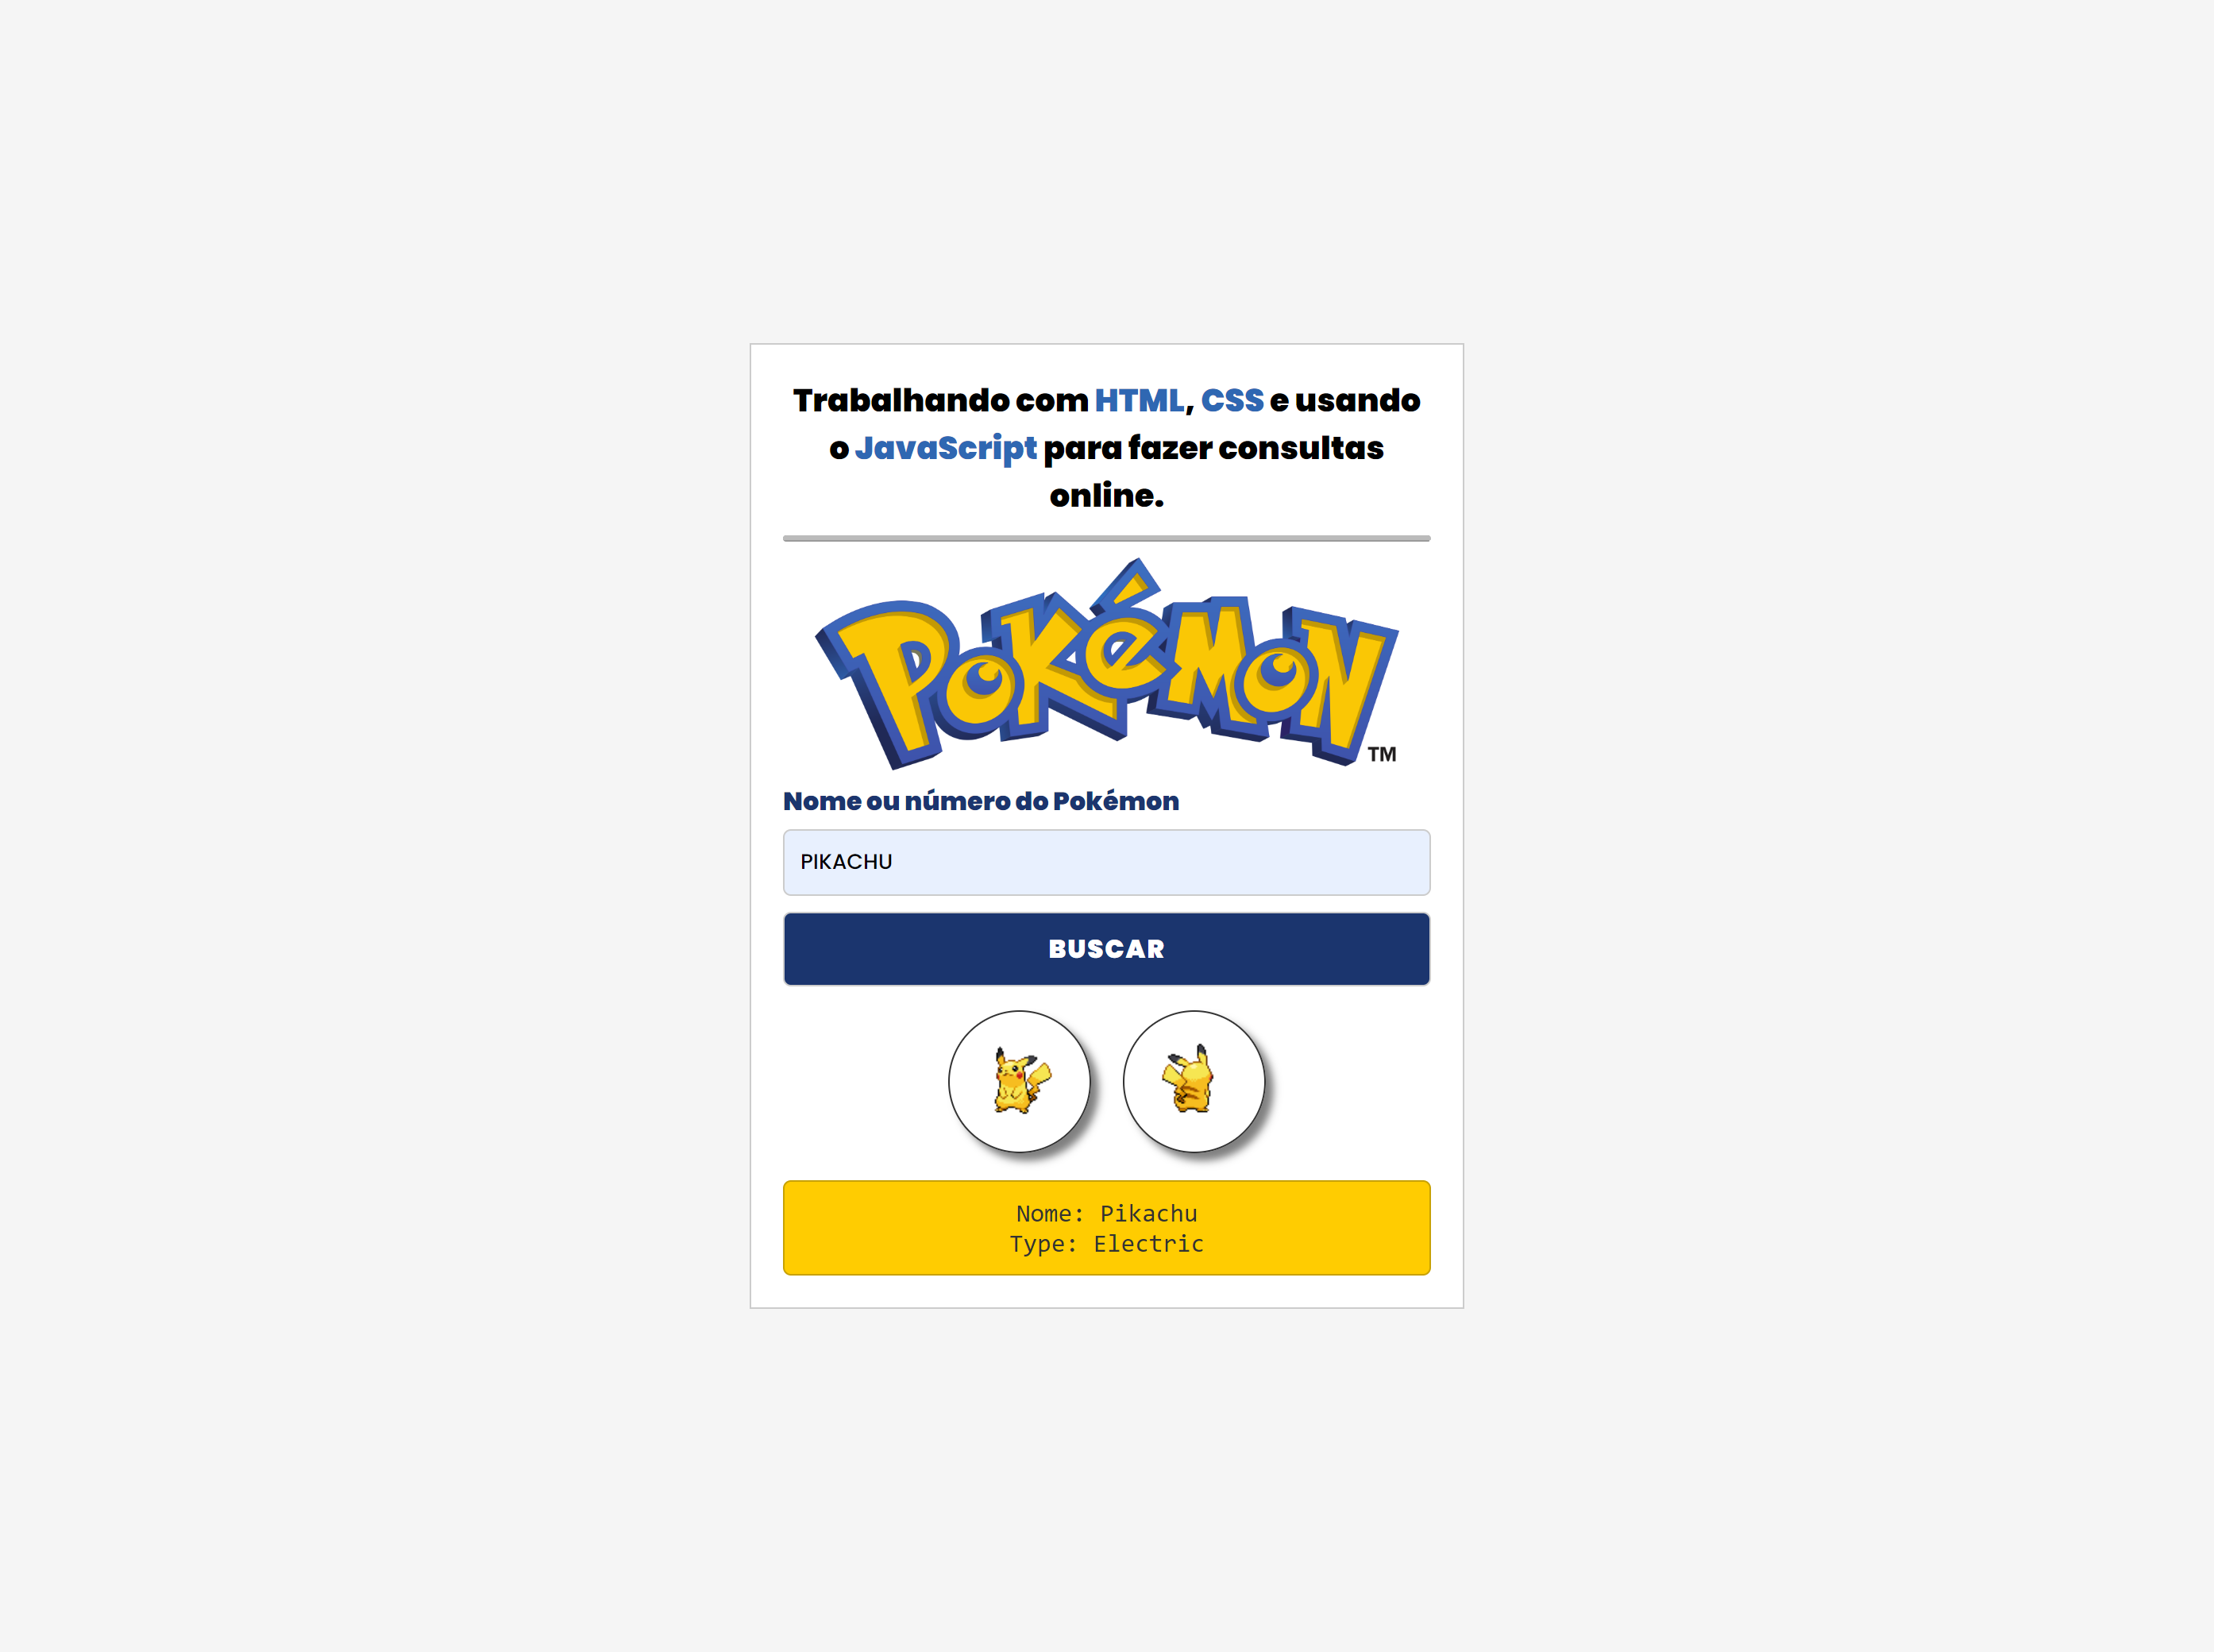 Trabalhando com HTML, CSS e usando
o JavaScript para fazer consultas
online.
POKéMON
TM
Nome ou número do Pokémon
PIKACHU
BUSCAR
Nome: Pikachu
Type: Electric